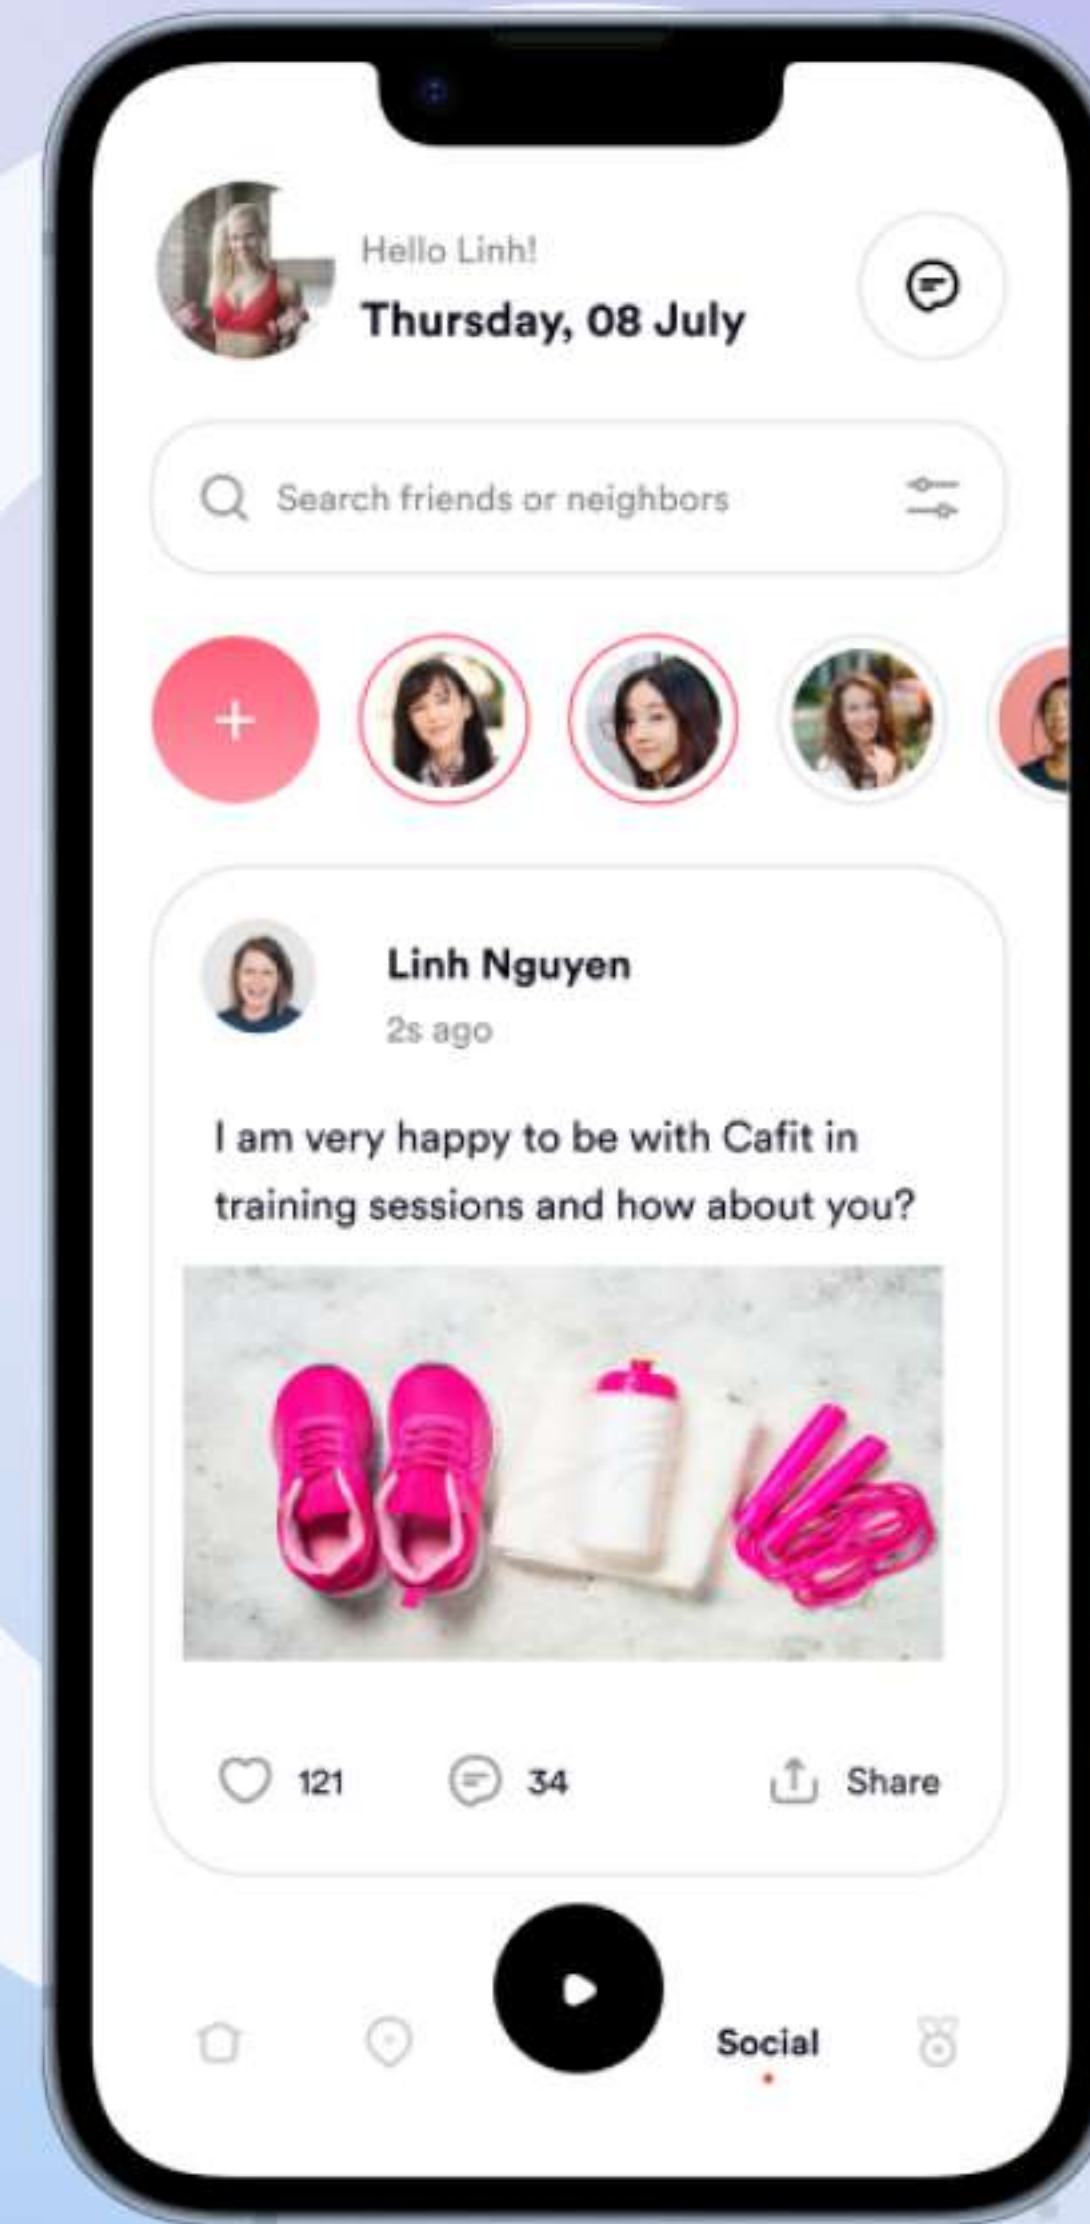 Hello Linh!
Thursday, 08 July
Search friends or neighbors
Linh Nguyen
2s ago
I am very happy to be with Cafit in
training sessions and how about you?
121
34
Share
Social